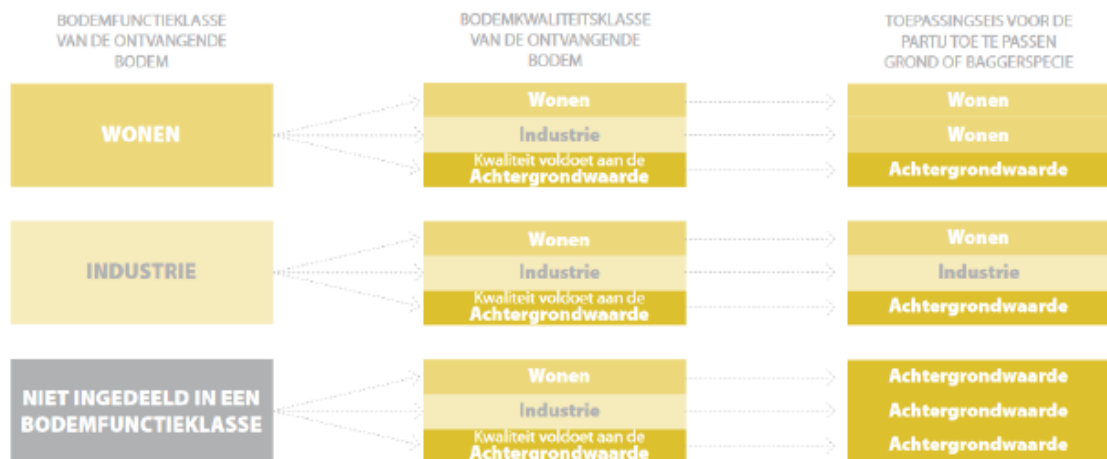 BODEMFUNCTIEKLASSE
VAN DE ONTVANGENDE
BODEM
BODEMKWALITEITSKLASSE
VAN DE ONTVANGENDE
BODEM
TOEPASSINGSEIS VOOR DE
PARTIJ TOE TE PASSEN
GROND OF BAGGERSPECIE
WONEN
Wonen
Industrie
Kwaliteit voldoet aan de
Achtergrondwaarde
Wonen
Wonen
Achtergrondwaarde
INDUSTRIE
Wonen
Industrie
Kwaliteit voldoet aan de
Achtergrondwaarde
Wonen
Industrie
Achtergrondwaarde
NIET INGEDEELD IN EEN
BODEMFUNCTIEKLASSE
Wonen
Industrie
Kwaliteit voldoet aan de
Achtergrondwaarde
Achtergrondwaarde
Achtergrondwaarde
Achtergrondwaarde